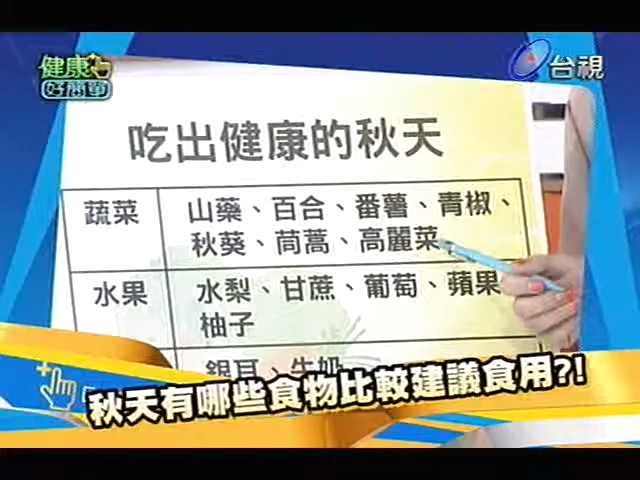 健康
好簡單
台視
吃出健康的秋天
蔬菜
山藥、百合、番薯、青椒、
秋葵、茼蒿、高麗菜
水果
水梨、甘蔗、葡萄、蘋果
柚子
銀耳、牛奶
秋天有哪些食物比較建議食用?!